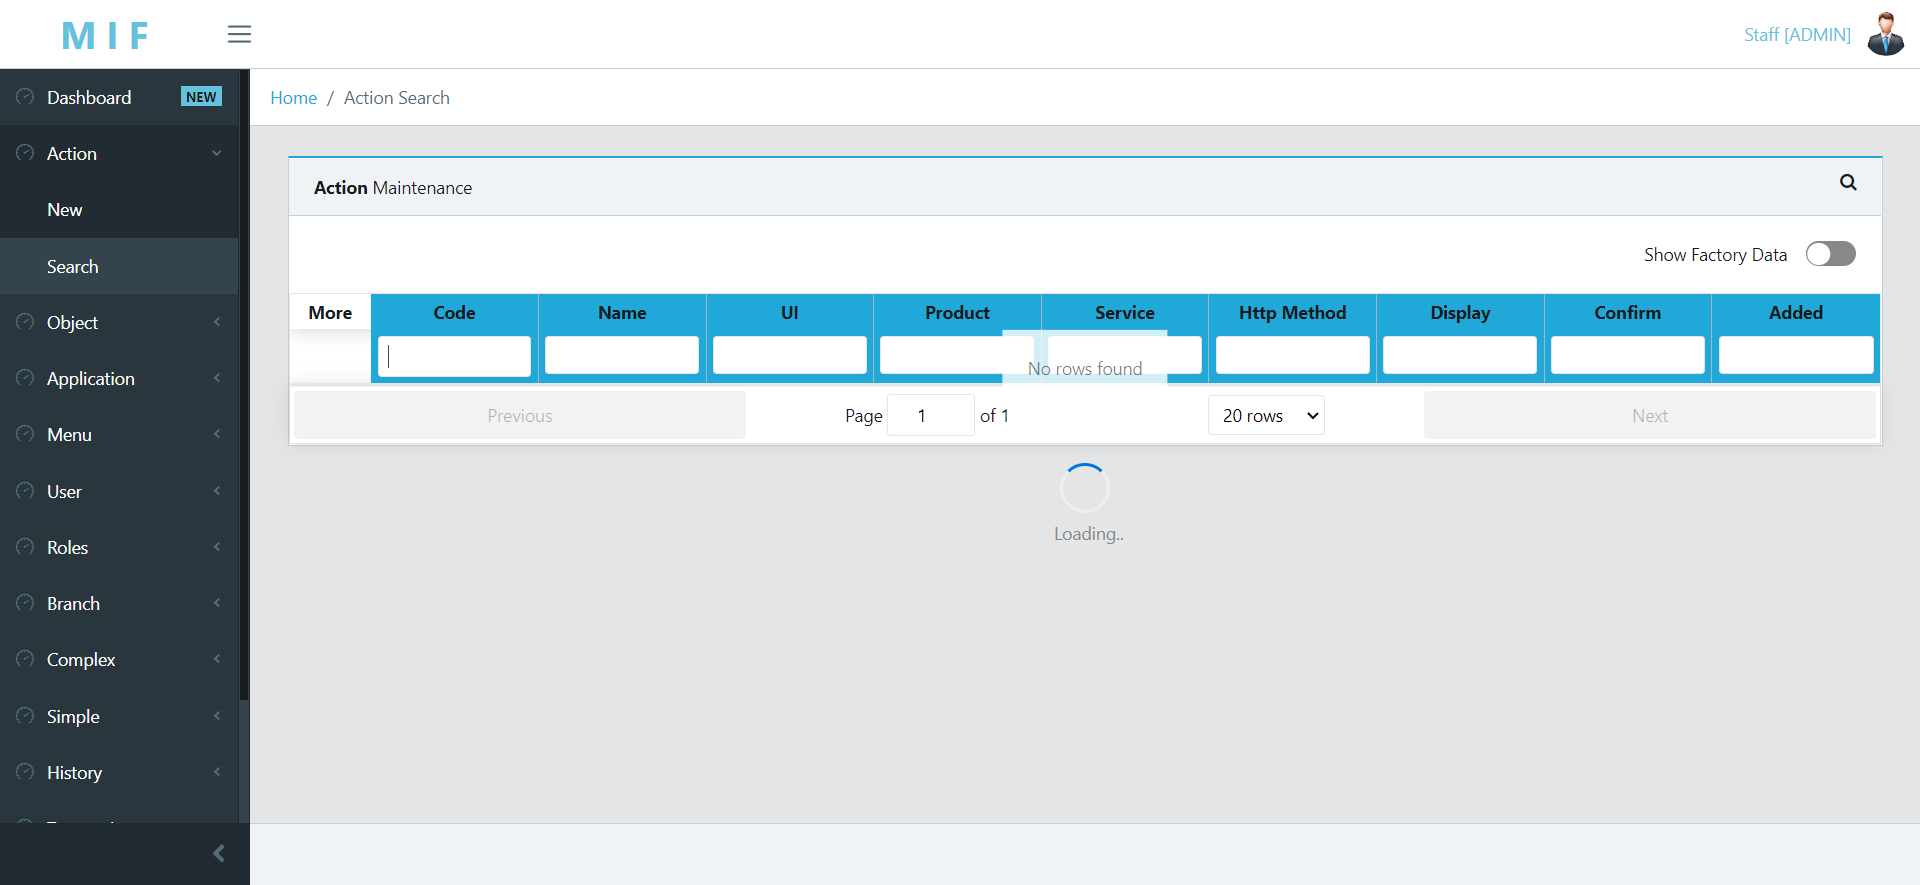 M I F
Staff [ADMIN]
Dashboard NEW
Home / Action Search
Action
New
Search
Object
Application
Menu
User
Roles
Branch
Complex
Simple
History
Action Maintenance
Show Factory Data
More Code Name UI Product Service Http Method Display Confirm Added
No rows found
Previous Page 1 of 1 20 rows Next
Loading..